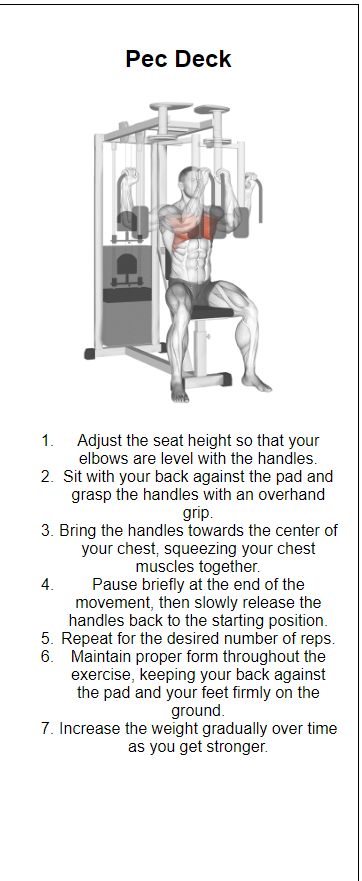 Pec Deck
1. Adjust the seat height so that your
elbows are level with the handles.
2. Sit with your back against the pad and
grasp the handles with an overhand
grip.
3. Bring the handles towards the center of
your chest, squeezing your chest
muscles together.
4. Pause briefly at the end of the
movement, then slowly release the
handles back to the starting position.
5. Repeat for the desired number of reps.
6. Maintain proper form throughout the
exercise, keeping your back against
the pad and your feet firmly on the
ground.
7. Increase the weight gradually over time
as you get stronger.